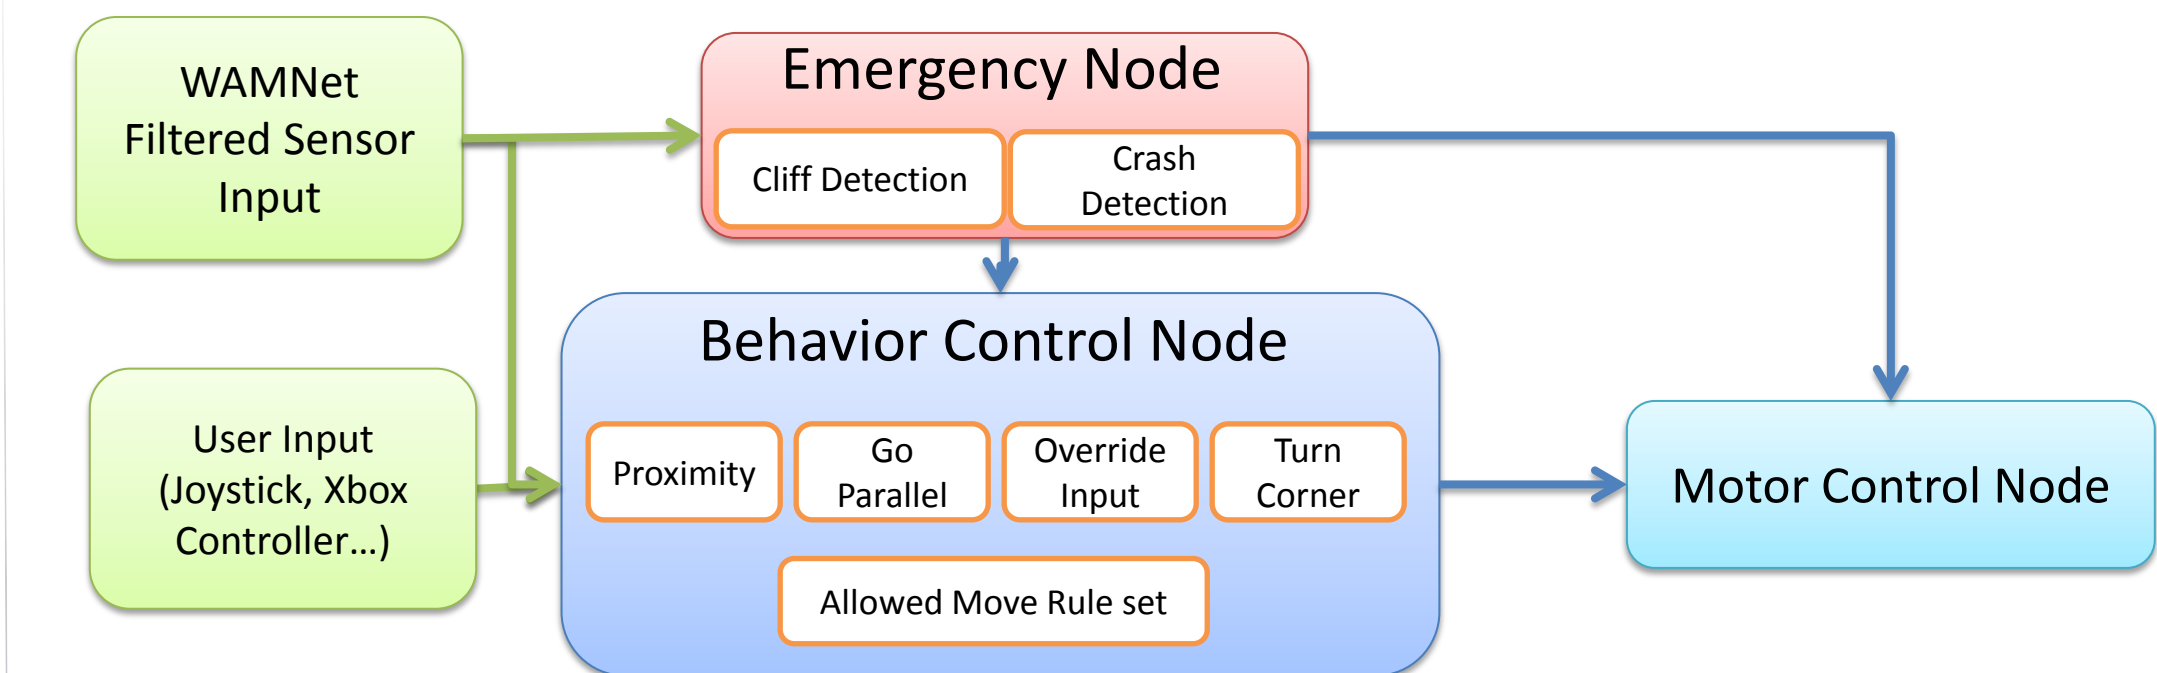 WAMNet
Filtered Sensor
Input
Emergency Node
Cliff Detection
Crash
Detection
Behavior Control Node
User Input
(Joystick, Xbox
Controller…)
Proximity
Go
Parallel
Override
Input
Turn
Corner
Allowed Move Rule set
Motor Control Node